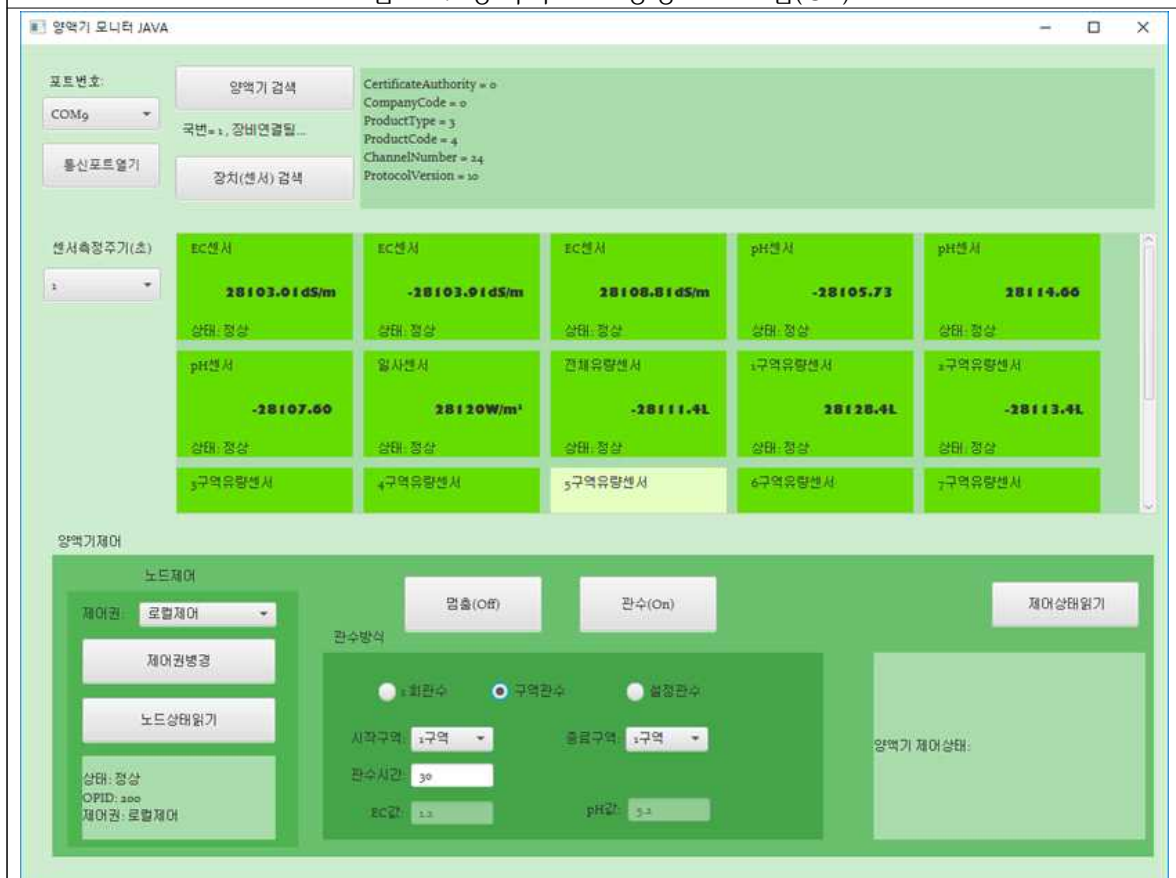 양액기 모니터 JAVA
포트번호:
COM9
통신포트열기
양액기 검색
국번=1, 장비연결됨...
장치(센서) 검색
CertificateAuthority = 0
CompanyCode = 0
ProductType = 3
ProductCode = 4
ChannelNumber = 24
ProtocolVersion = 10
센서측정주기(초)
1
EC센서
28103.01dS/m
상태: 정상
EC센서
-28103.91dS/m
상태: 정상
EC센서
28108.81dS/m
상태: 정상
pH센서
-28105.73
상태: 정상
pH센서
28114.66
상태: 정상
pH센서
-28107.60
상태: 정상
일사센서
28120W/m²
상태: 정상
전체유량센서
-28111.4L
상태: 정상
1구역유량센서
28128.4L
상태: 정상
2구역유량센서
-28113.4L
상태: 정상
3구역유량센서
4구역유량센서
5구역유량센서
6구역유량센서
7구역유량센서
양액기제어
노드제어
제어권:
로컬제어
제어권병경
노드상태읽기
상태: 정상
OPID: 200
제어권: 로컬제어
멈춤(Off)
관수(On)
제어상태읽기
관수방식
1회관수
구역관수
설정관수
시작구역:
1구역
종료구역:
1구역
관수시간:
30
EC값:
1.2
pH값:
5.2
양액기 제어상태: